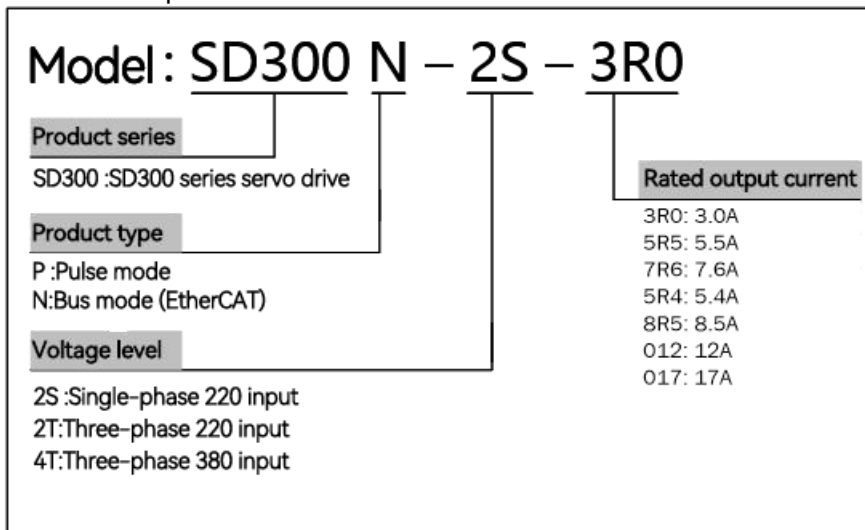 Model: SD300 N – 2S – 3R0
Product series
SD300 :SD300 series servo drive
Product type
P :Pulse mode
N:Bus mode (EtherCAT)
Voltage level
2S :Single-phase 220 input
2T:Three-phase 220 input
4T:Three-phase 380 input
Rated output current
3R0: 3.0A
5R5: 5.5A
7R6: 7.6A
5R4: 5.4A
8R5: 8.5A
012: 12A
017: 17A